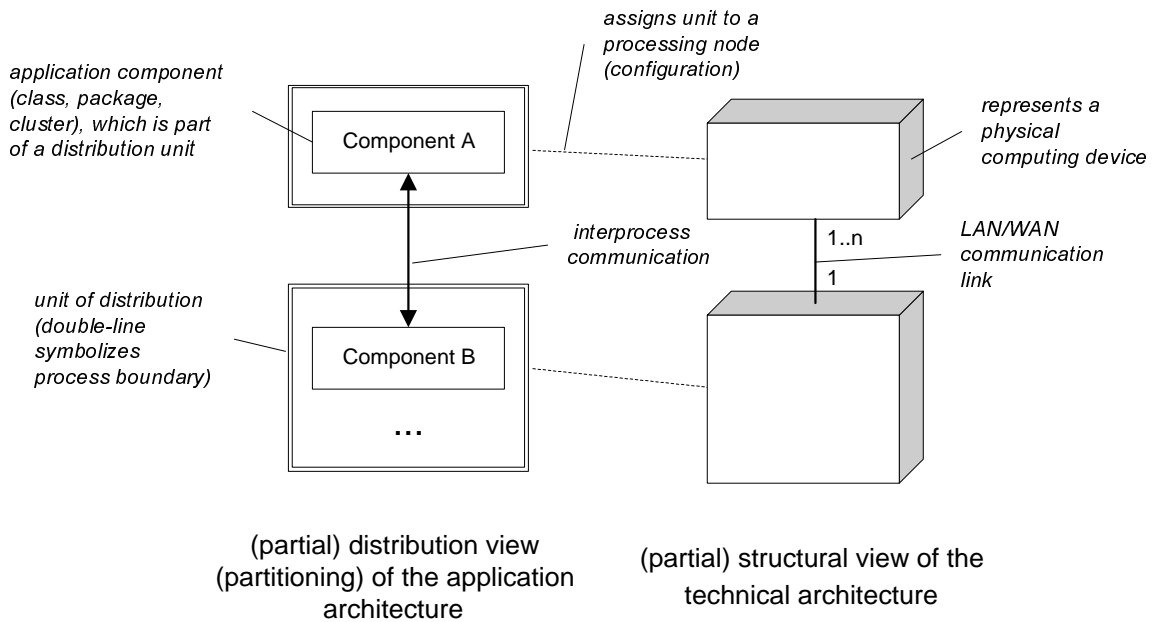 assigns unit to a
processing node
(configuration)
application component
(class, package,
cluster), which is part
of a distribution unit
Component A
represents a
physical
computing device
interprocess
communication
1..n
1
LAN/WAN
communication
link
unit of distribution
(double-line
symbolizes
process boundary)
Component B
...
(partial) distribution view
(partitioning) of the application
architecture
(partial) structural view of the
technical architecture